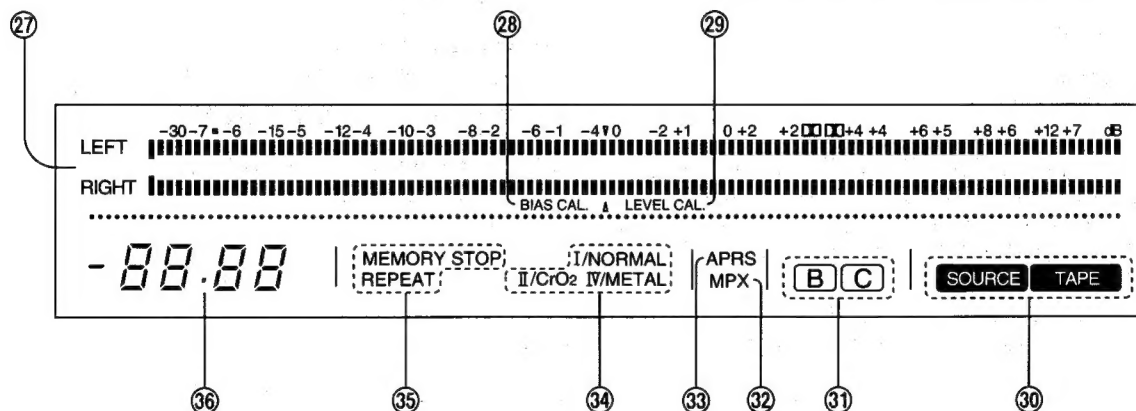 27 28 29
-30 -7 -6 -15 -5 -12 -4 -10 -3 -8 -2 -6 -1 -4 0 -2 +1 0 +2 +2 +4 +4 +6 +5 +8 +6 +12 +7 dB
LEFT
RIGHT
BIAS CAL. LEVEL CAL.
-88.88
MEMORY STOP I/NORMAL
REPEAT II/CrO₂ IV/METAL
APRS
MPX
B C
SOURCE TAPE
36 35 34 33 32 31 30